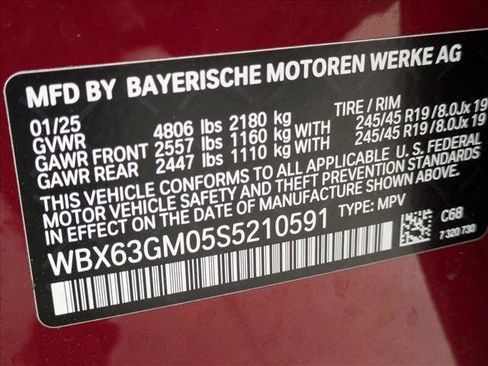 MFD BY BAYERISCHE MOTOREN WERKE AG
01/25 TIRE / RIM
GVWR 4806 lbs 2180 kg
GAWR FRONT 2557 lbs 1160 kg WITH 245/45 R19 / 8.0Jx 19
GAWR REAR 2447 lbs 1110 kg WITH 245/45 R19 / 8.0Jx 19
THIS VEHICLE CONFORMS TO ALL APPLICABLE U. S. FEDERAL
MOTOR VEHICLE SAFETY AND THEFT PREVENTION STANDARDS
IN EFFECT ON THE DATE OF MANUFACTURE SHOWN ABOVE.
WBX63GM05S5210591 TYPE: MPV
C68
7 320 730